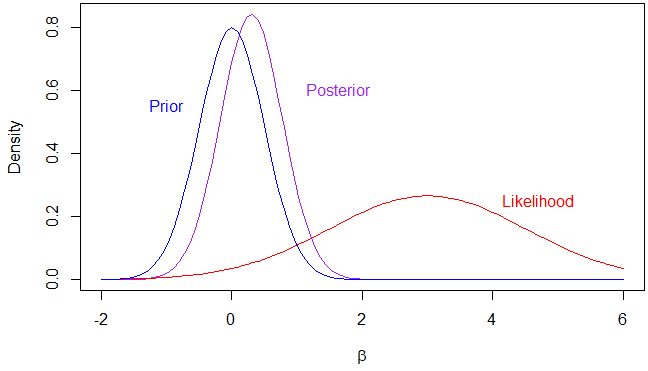 0.8
0.6
0.4
0.2
0.0
Density
Prior
Posterior
Likelihood
-2
0
2
4
6
β